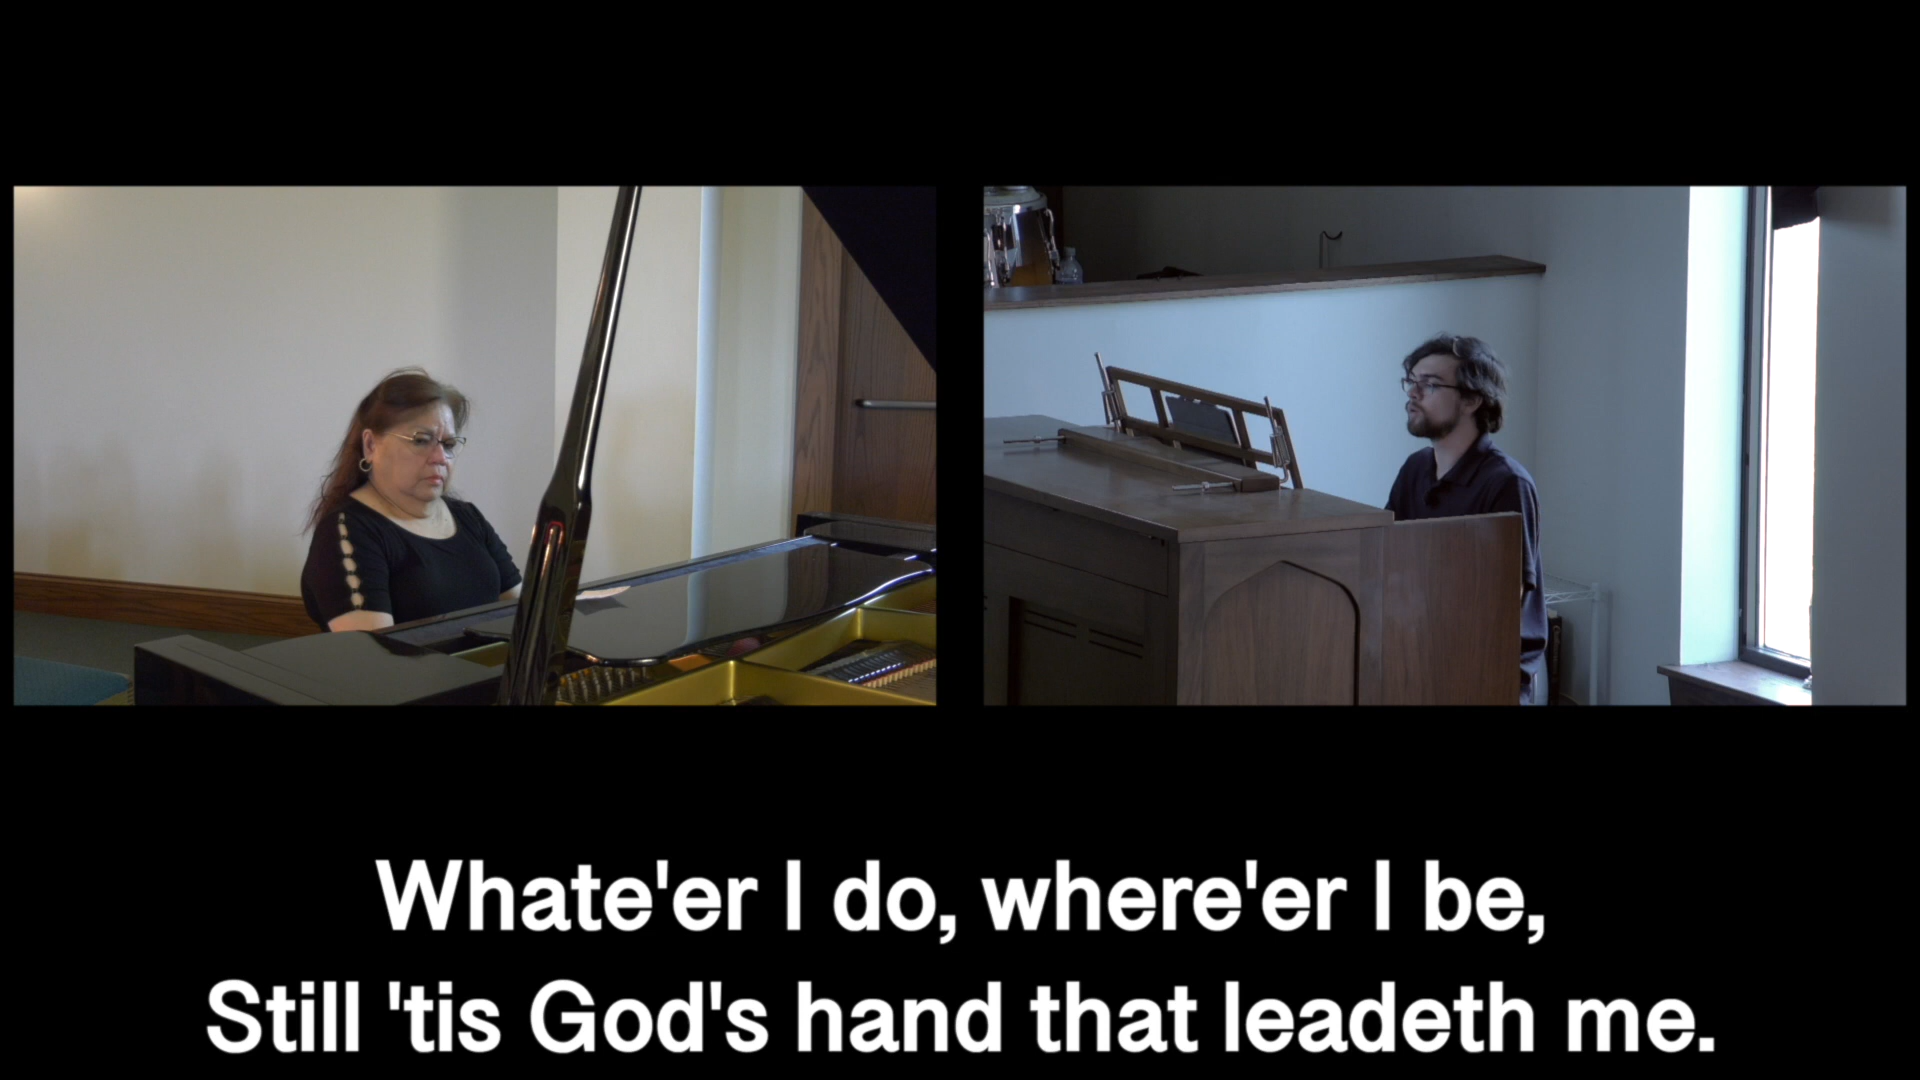 Whate'er I do, where'er I be,
Still 'tis God's hand that leadeth me.